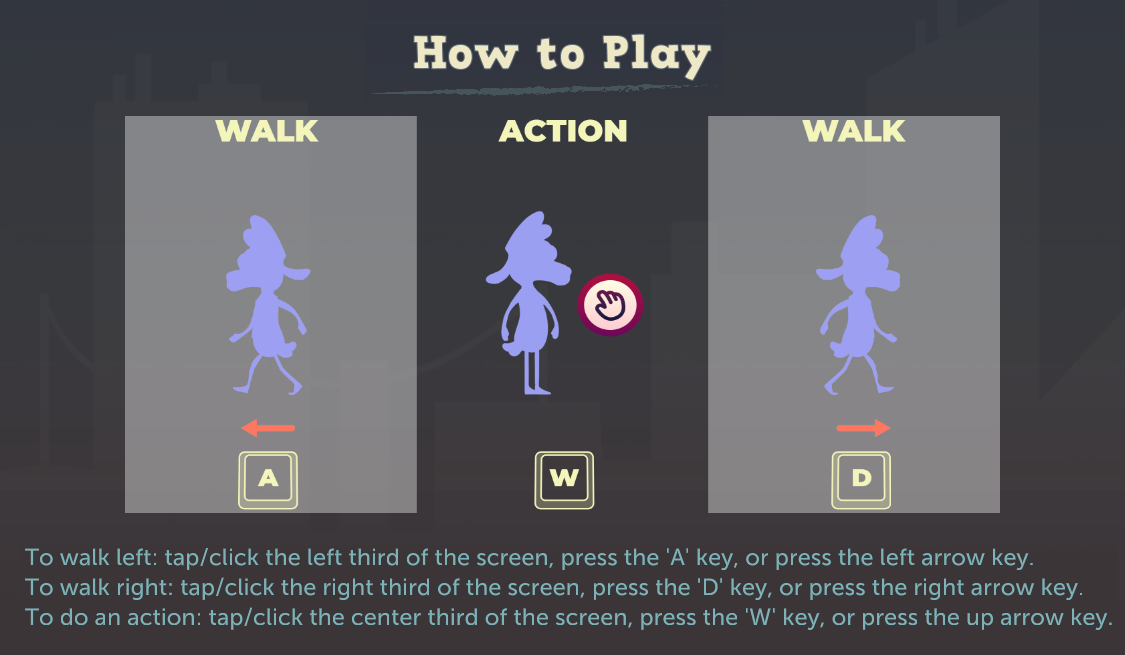 How to Play
WALK
ACTION
WALK
A
W
D
To walk left: tap/click the left third of the screen, press the 'A' key, or press the left arrow key.
To walk right: tap/click the right third of the screen, press the 'D' key, or press the right arrow key.
To do an action: tap/click the center third of the screen, press the 'W' key, or press the up arrow key.